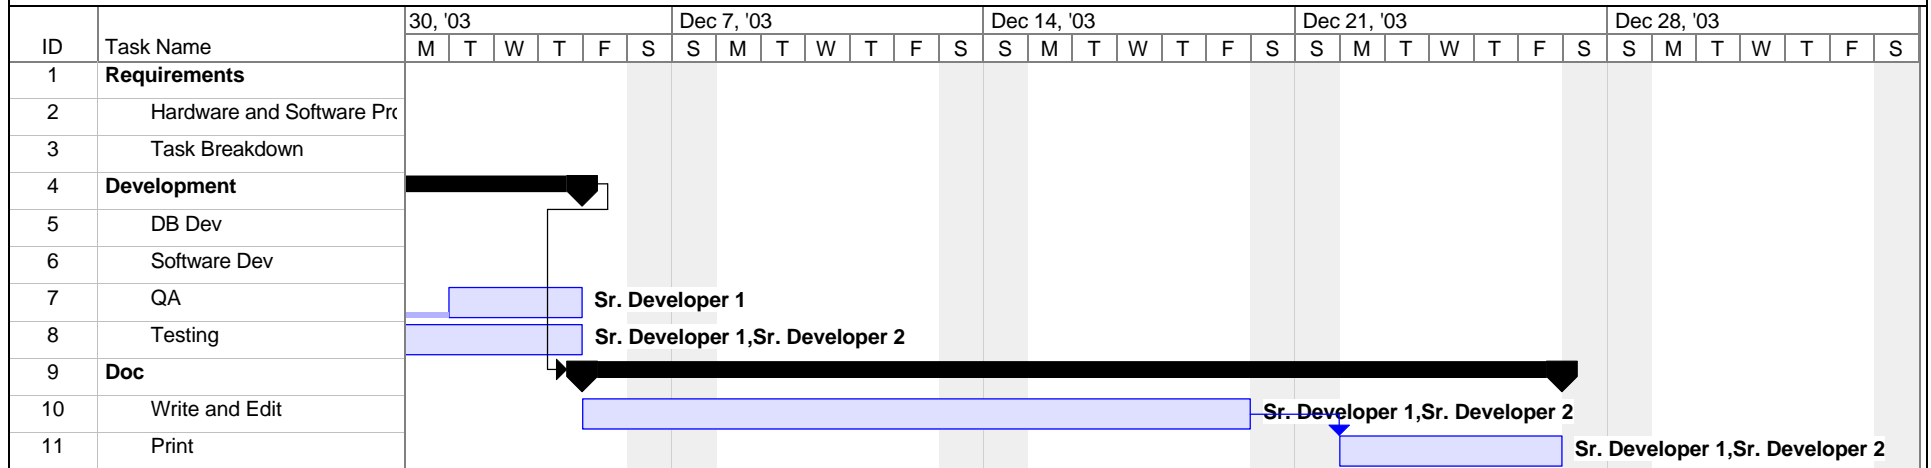 30, '03 Dec 7, '03 Dec 14, '03 Dec 21, '03 Dec 28, '03
ID Task Name M T W T F S S M T W T F S S M T W T F S S M T W T F S S M T W T F S
1 Requirements
2 Hardware and Software Pro
3 Task Breakdown
4 Development
5 DB Dev
6 Software Dev
7 QA Sr. Developer 1
8 Testing Sr. Developer 1,Sr. Developer 2
9 Doc
10 Write and Edit Sr. Developer 1,Sr. Developer 2
11 Print Sr. Developer 1,Sr. Developer 2